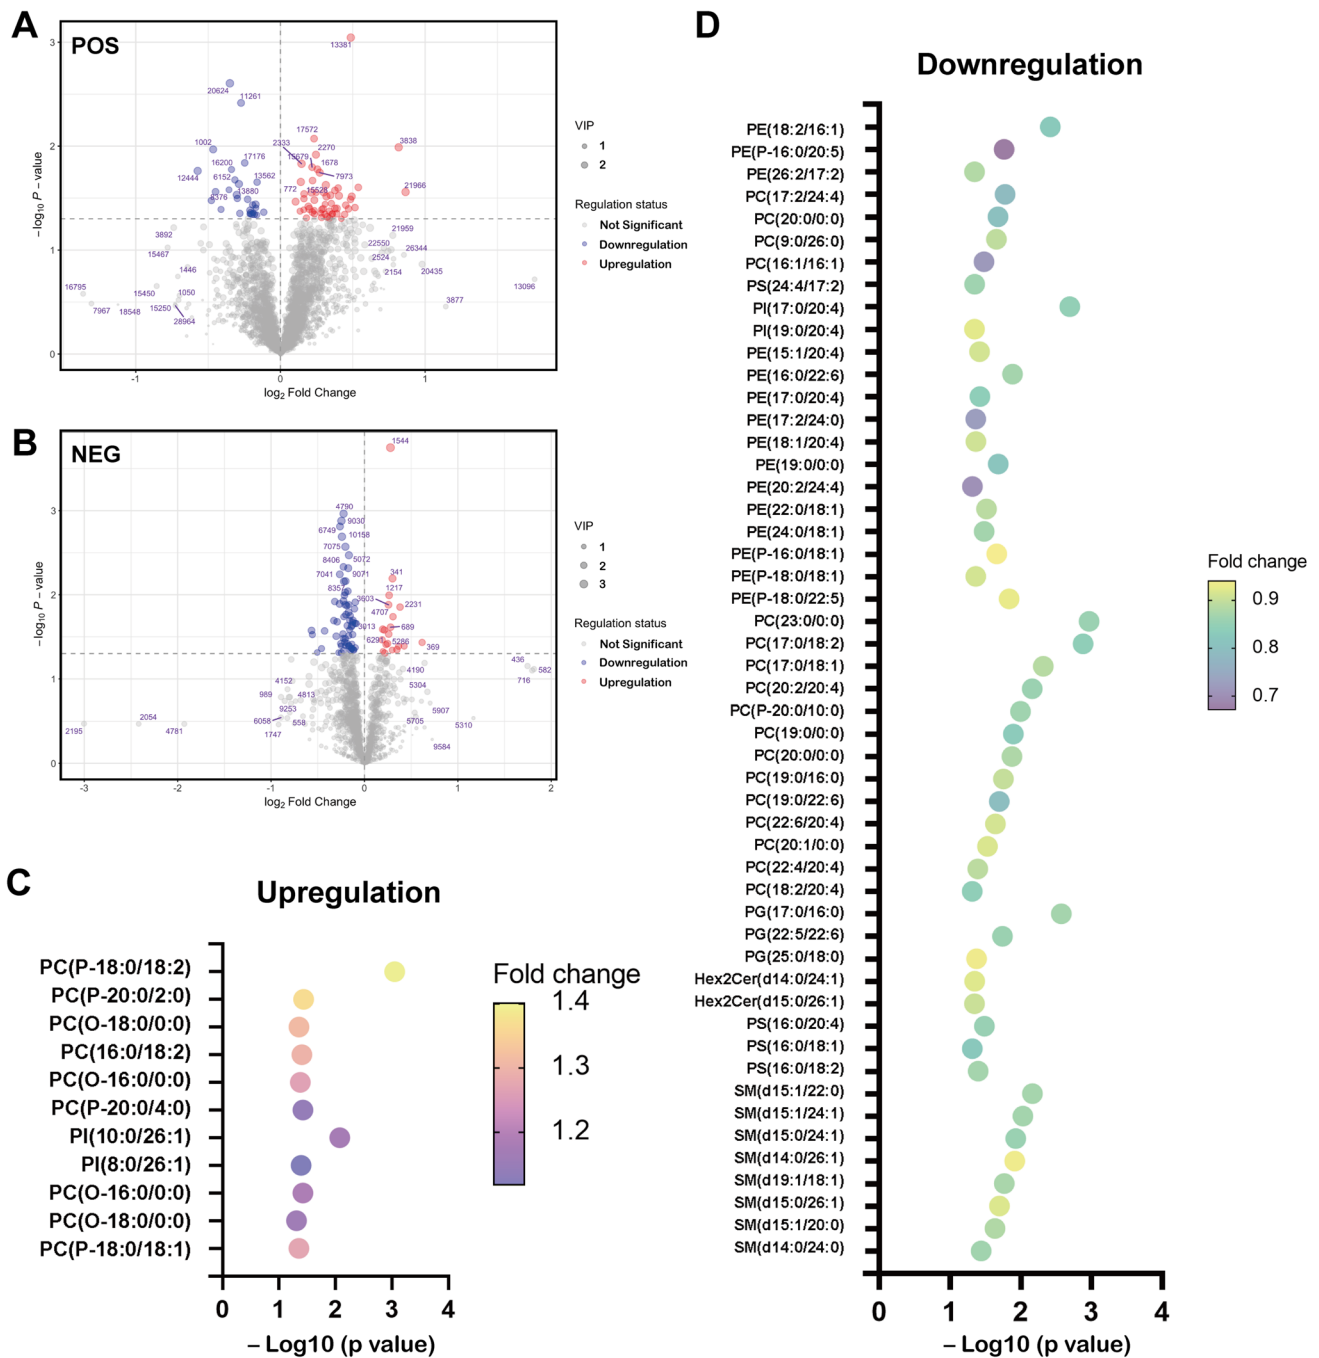 A
POS
3
2
1
0
-1
0
1
−log10 P − value
log2 Fold Change
13381
20624
11261
17572
1002
2333
2270
3838
15679
17176
1678
16200
7973
12444
6152
13562
21966
8376
13880
772
15528
3892
21959
15467
22550
26344
2524
1446
2154
20435
16795
15450
1050
13096
7967
18548
15250
3877
28964
VIP
1
2
Regulation status
Not Significant
Downregulation
Upregulation
B
NEG
3
2
1
0
-3
-2
-1
0
1
2
−log10 P − value
log2 Fold Change
1544
4790
9030
6749
10158
7075
5072
8406
7041
9071
341
8357
1217
3603
2231
4707
3813
689
6291
5286
369
436
4190
582
4152
5304
716
989
4813
9253
5907
6058
558
5705
5310
2054
2195
4781
1747
9584
VIP
1
2
3
Regulation status
Not Significant
Downregulation
Upregulation
C
Upregulation
PC(P-18:0/18:2)
PC(P-20:0/2:0)
PC(O-18:0/0:0)
PC(16:0/18:2)
PC(O-16:0/0:0)
PC(P-20:0/4:0)
PI(10:0/26:1)
PI(8:0/26:1)
PC(O-16:0/0:0)
PC(O-18:0/0:0)
PC(P-18:0/18:1)
0
1
2
3
4
– Log10 (p value)
Fold change
1.4
1.3
1.2
D
Downregulation
PE(18:2/16:1)
PE(P-16:0/20:5)
PE(26:2/17:2)
PC(17:2/24:4)
PC(20:0/0:0)
PC(9:0/26:0)
PC(16:1/16:1)
PS(24:4/17:2)
PI(17:0/20:4)
PI(19:0/20:4)
PE(15:1/20:4)
PE(16:0/22:6)
PE(17:0/20:4)
PE(17:2/24:0)
PE(18:1/20:4)
PE(19:0/0:0)
PE(20:2/24:4)
PE(22:0/18:1)
PE(24:0/18:1)
PE(P-16:0/18:1)
PE(P-18:0/18:1)
PE(P-18:0/22:5)
PC(23:0/0:0)
PC(17:0/18:2)
PC(17:0/18:1)
PC(20:2/20:4)
PC(P-20:0/10:0)
PC(19:0/0:0)
PC(20:0/0:0)
PC(19:0/16:0)
PC(19:0/22:6)
PC(22:6/20:4)
PC(20:1/0:0)
PC(22:4/20:4)
PC(18:2/20:4)
PG(17:0/16:0)
PG(22:5/22:6)
PG(25:0/18:0)
Hex2Cer(d14:0/24:1)
Hex2Cer(d15:0/26:1)
PS(16:0/20:4)
PS(16:0/18:1)
PS(16:0/18:2)
SM(d15:1/22:0)
SM(d15:1/24:1)
SM(d15:0/24:1)
SM(d14:0/26:1)
SM(d19:1/18:1)
SM(d15:0/26:1)
SM(d15:1/20:0)
SM(d14:0/24:0)
0
1
2
3
4
– Log10 (p value)
Fold change
0.9
0.8
0.7